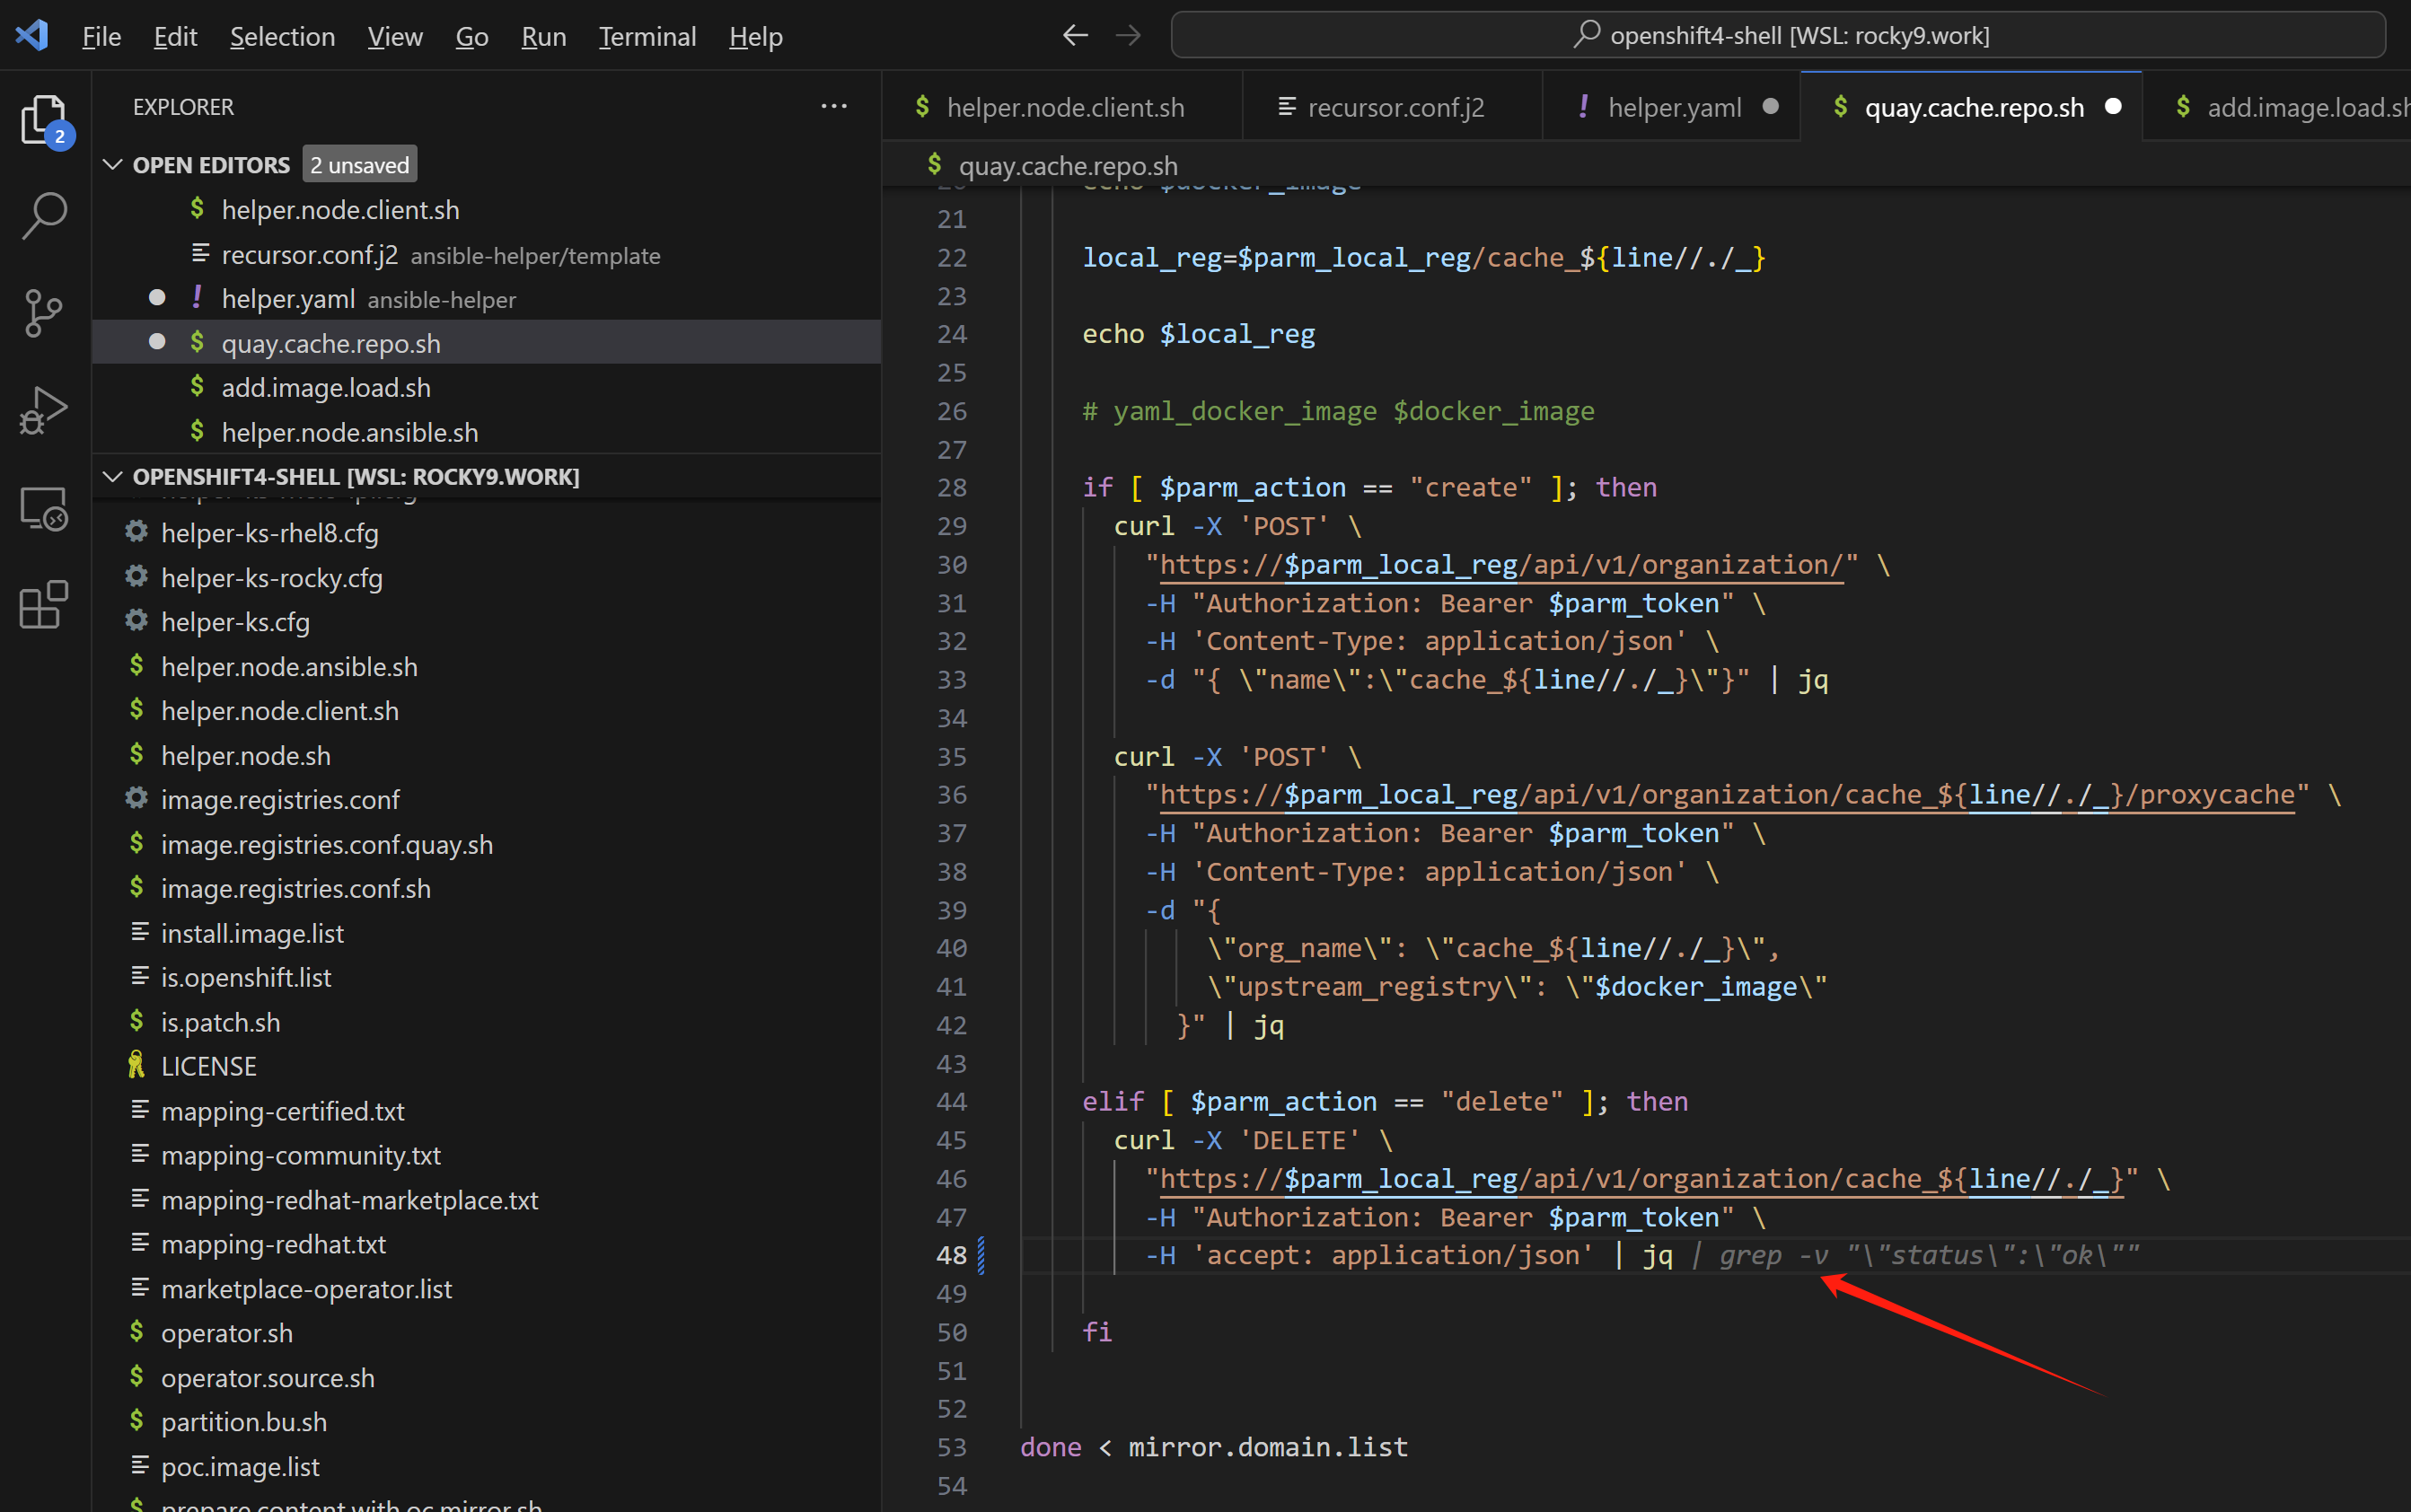 File Edit Selection View Go Run Terminal Help
openshift4-shell [WSL: rocky9.work]
2
EXPLORER
OPEN EDITORS 2 unsaved
helper.node.client.sh
recursor.conf.j2 ansible-helper/template
helper.yaml ansible-helper
quay.cache.repo.sh
add.image.load.sh
helper.node.ansible.sh
OPENSHIFT4-SHELL [WSL: ROCKY9.WORK]
helper-ks-rhel8.cfg
helper-ks-rocky.cfg
helper-ks.cfg
helper.node.ansible.sh
helper.node.client.sh
helper.node.sh
image.registries.conf
image.registries.conf.quay.sh
image.registries.conf.sh
install.image.list
is.openshift.list
is.patch.sh
LICENSE
mapping-certified.txt
mapping-community.txt
mapping-redhat-marketplace.txt
mapping-redhat.txt
marketplace-operator.list
operator.sh
operator.source.sh
partition.bu.sh
poc.image.list
prepare.content.with.oc.mirror.sh
helper.node.client.sh recursor.conf.j2 helper.yaml quay.cache.repo.sh add.image.load.sh
quay.cache.repo.sh
20 echo $docker_image
21
22 local_reg=$parm_local_reg/cache_${line//./_}
23
24 echo $local_reg
25
26 # yaml_docker_image $docker_image
27
28 if [ $parm_action == "create" ]; then
29 curl -X 'POST' \
30 "https://$parm_local_reg/api/v1/organization/" \
31 -H "Authorization: Bearer $parm_token" \
32 -H 'Content-Type: application/json' \
33 -d "{ \"name\":\"cache_${line//./_}\"}" | jq
34
35 curl -X 'POST' \
36 "https://$parm_local_reg/api/v1/organization/cache_${line//./_}/proxycache" \
37 -H "Authorization: Bearer $parm_token" \
38 -H 'Content-Type: application/json' \
39 -d "{
40 \"org_name\": \"cache_${line//./_}\",
41 \"upstream_registry\": \"$docker_image\"
42 }" | jq
43
44 elif [ $parm_action == "delete" ]; then
45 curl -X 'DELETE' \
46 "https://$parm_local_reg/api/v1/organization/cache_${line//./_}" \
47 -H "Authorization: Bearer $parm_token" \
48 -H 'accept: application/json' | jq | grep -v "\"status\":\"ok\""
49
50 fi
51
52
53 done < mirror.domain.list
54